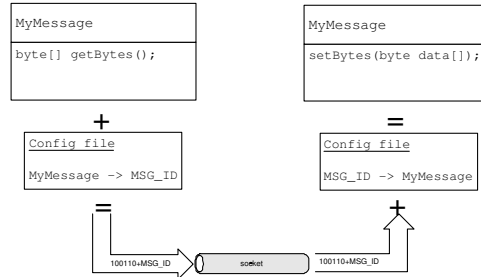 MyMessage
byte[] getBytes();
+
Config file
MyMessage -> MSG_ID
=
100110+MSG_ID
socket
100110+MSG_ID
+
MSG_ID -> MyMessage
Config file
=
MyMessage
setBytes(byte data[]);